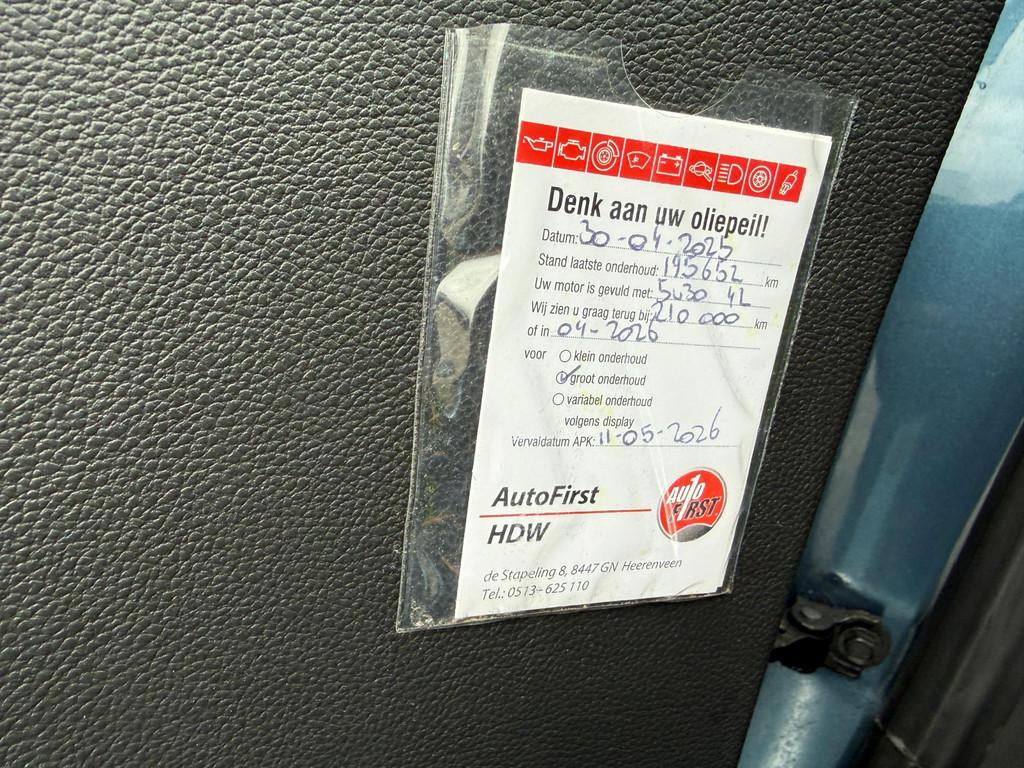 Denk aan uw oliepeil!
Datum: 30-04-2025
Stand laatste onderhoud: 195652 km
Uw motor is gevuld met: 5w30 4L
Wij zien u graag terug bij: 210 000 km
of in 04-2026
voor klein onderhoud
groot onderhoud
variabel onderhoud
volgens display
Vervaldatum APK: 11-05-2026
AutoFirst
HDW
AUTO
FIRST
de Stapeling 8, 8447 GN Heerenveen
Tel.: 0513-625 110